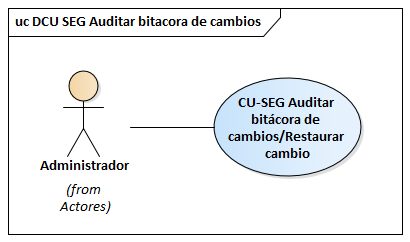 uc DCU SEG Auditar bitacora de cambios
CU-SEG Auditar
bitácora de
cambios/Restaurar
cambio
Administrador
(from
Actores)